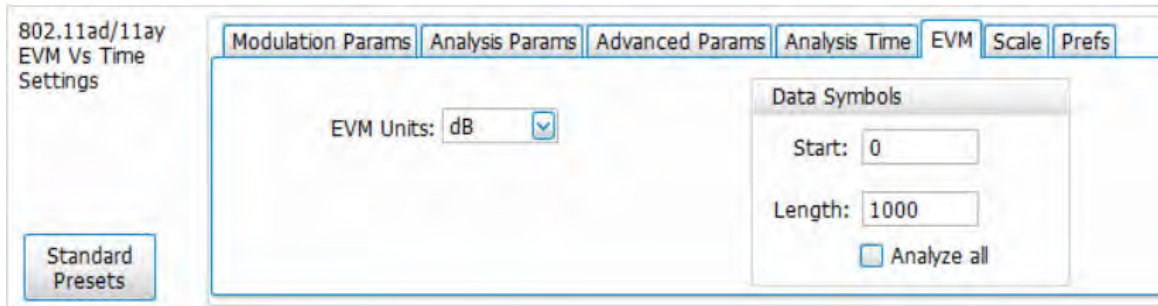 802.11ad/11ay
EVM Vs Time
Settings
Modulation Params Analysis Params Advanced Params Analysis Time EVM Scale Prefs
EVM Units: dB
Data Symbols
Start: 0
Length: 1000
Analyze all
Standard
Presets